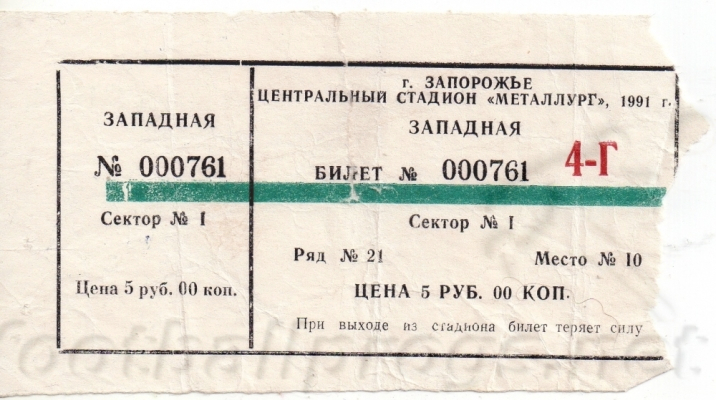 ЗАПАДНАЯ
№ 000761
Сектор № I
Цена 5 руб. 00 коп.
г. ЗАПОРОЖЬЕ
ЦЕНТРАЛЬНЫЙ СТАДИОН «МЕТАЛЛУРГ», 1991 г.
ЗАПАДНАЯ
БИЛЕТ № 000761 4-Г
Сектор № I
Ряд № 21 Место № 10
ЦЕНА 5 РУБ. 00 КОП.
При выходе из стадиона билет теряет силу